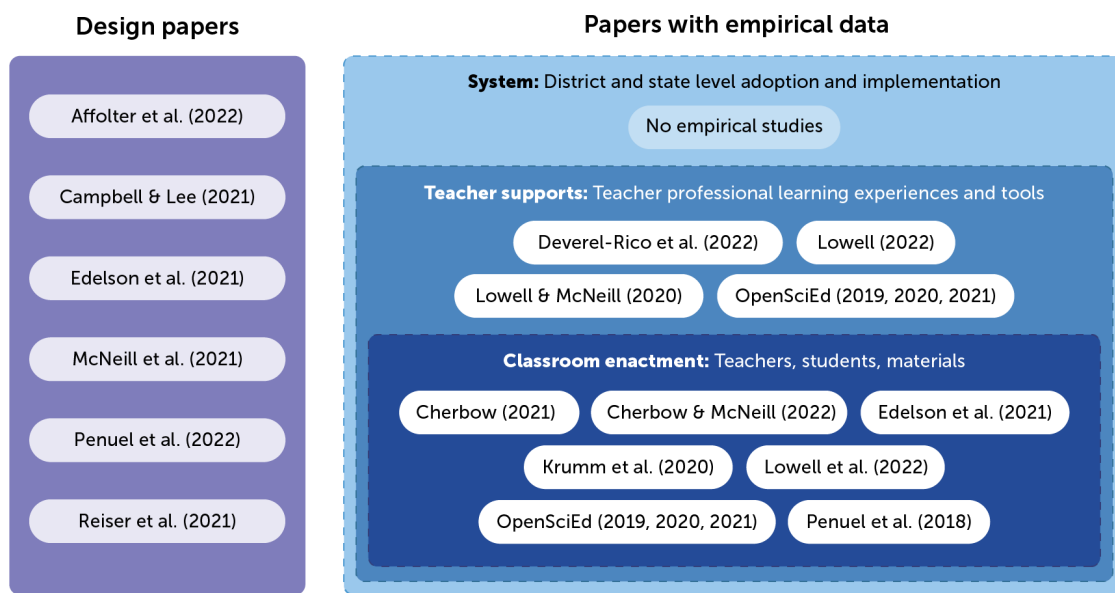 Design papers
Affolter et al. (2022)
Campbell & Lee (2021)
Edelson et al. (2021)
McNeill et al. (2021)
Penuel et al. (2022)
Reiser et al. (2021)
Papers with empirical data
System: District and state level adoption and implementation
No empirical studies
Teacher supports: Teacher professional learning experiences and tools
Deverel-Rico et al. (2022) Lowell (2022)
Lowell & McNeill (2020) OpenSciEd (2019, 2020, 2021)
Classroom enactment: Teachers, students, materials
Cherbow (2021) Cherbow & McNeill (2022) Edelson et al. (2021)
Krumm et al. (2020) Lowell et al. (2022)
OpenSciEd (2019, 2020, 2021) Penuel et al. (2018)